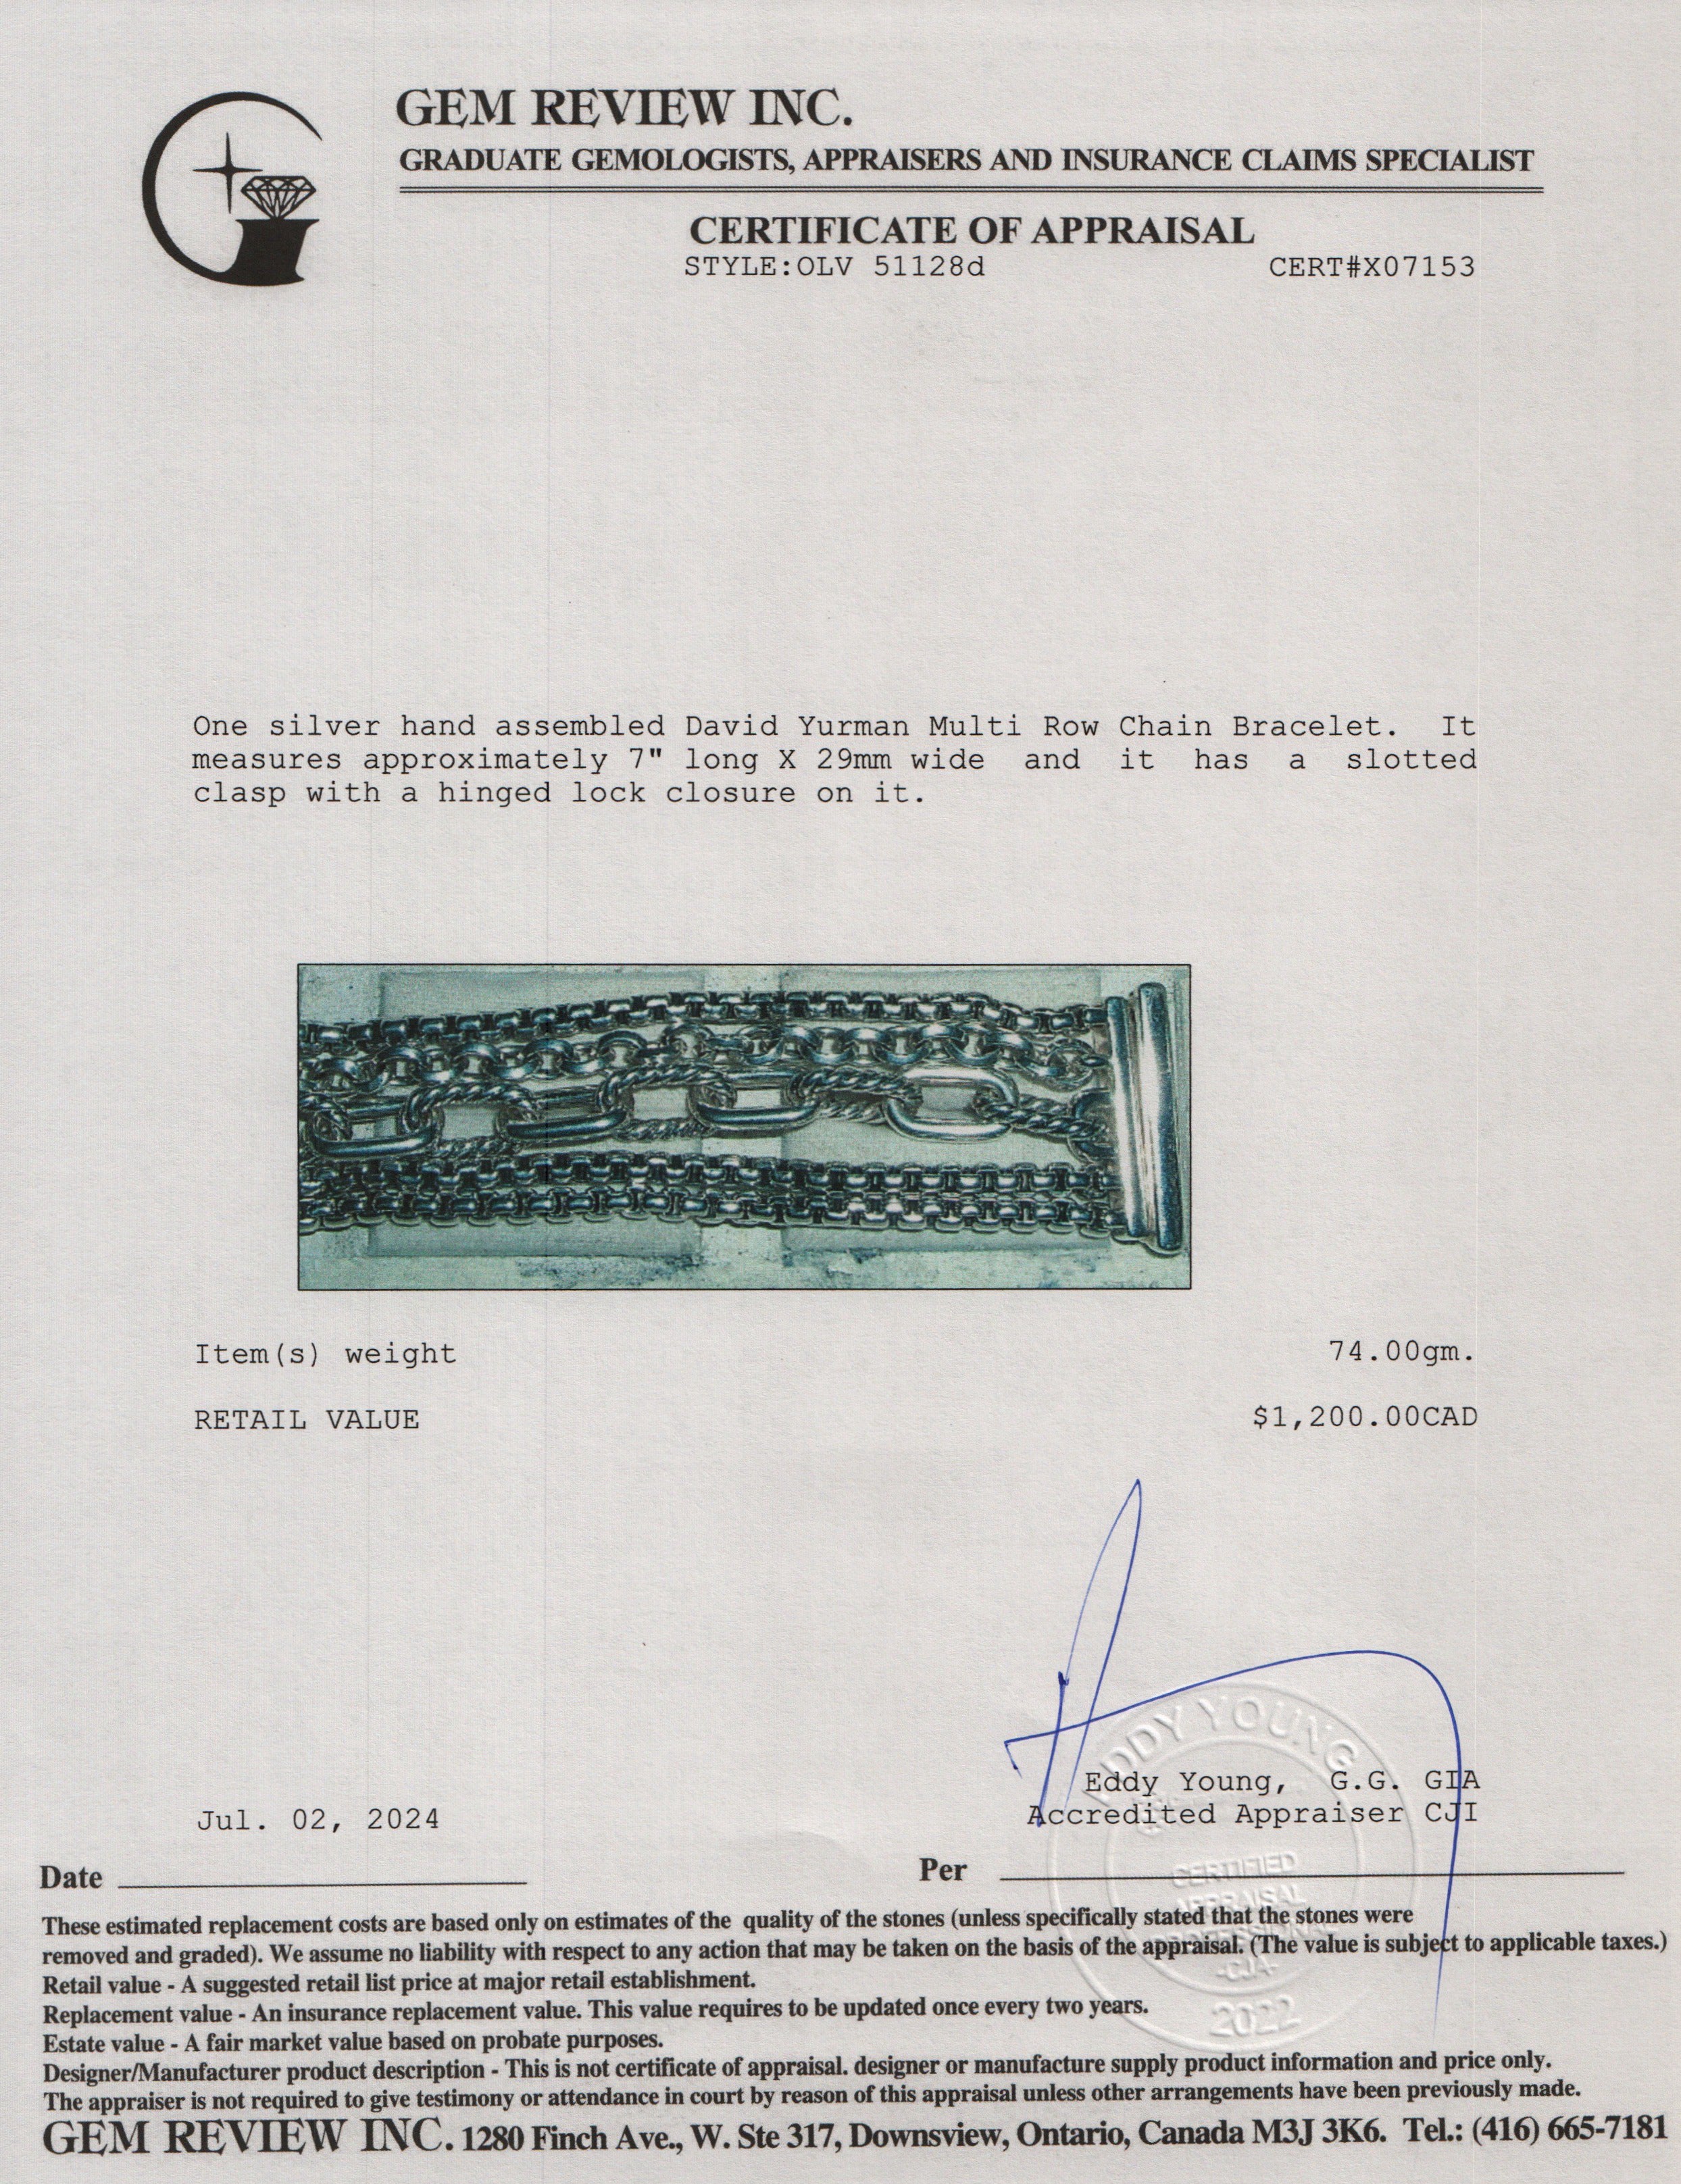 GEM REVIEW INC.
GRADUATE GEMOLOGISTS, APPRAISERS AND INSURANCE CLAIMS SPECIALIST
CERTIFICATE OF APPRAISAL
STYLE:OLV 51128d CERT#X07153
One silver hand assembled David Yurman Multi Row Chain Bracelet. It
measures approximately 7" long X 29mm wide and it has a slotted
clasp with a hinged lock closure on it.
Item(s) weight 74.00gm.
RETAIL VALUE $1,200.00CAD
EDDY YOUNG
Eddy Young, G.G. GIA
Jul. 02, 2024 Accredited Appraiser CJI
CERTIFIED
APPRAISAL
-CJA-
2022
Date Per
These estimated replacement costs are based only on estimates of the quality of the stones (unless specifically stated that the stones were
removed and graded). We assume no liability with respect to any action that may be taken on the basis of the appraisal. (The value is subject to applicable taxes.)
Retail value - A suggested retail list price at major retail establishment.
Replacement value - An insurance replacement value. This value requires to be updated once every two years.
Estate value - A fair market value based on probate purposes.
Designer/Manufacturer product description - This is not certificate of appraisal. designer or manufacture supply product information and price only.
The appraiser is not required to give testimony or attendance in court by reason of this appraisal unless other arrangements have been previously made.
GEM REVIEW INC. 1280 Finch Ave., W. Ste 317, Downsview, Ontario, Canada M3J 3K6. Tel.: (416) 665-7181